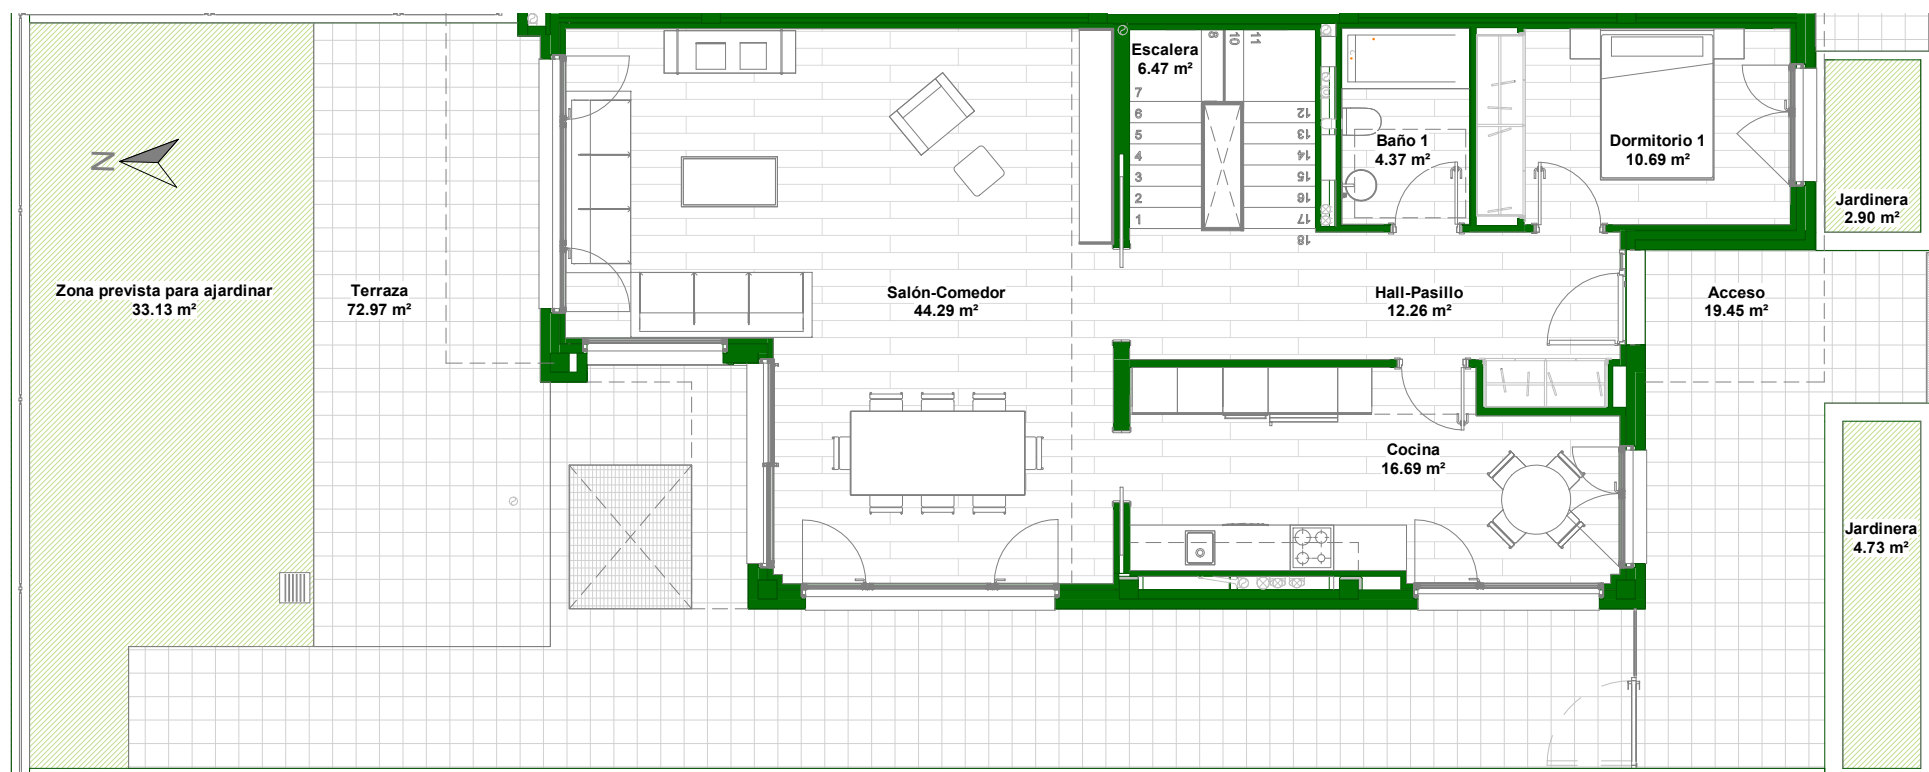 Escalera
6.47 m²
8
10
11
7
6
5
4
3
2
1
12
13
14
15
16
17
18
Baño 1
4.37 m²
Dormitorio 1
10.69 m²
Jardinera
2.90 m²
N
Zona prevista para ajardinar
33.13 m²
Terraza
72.97 m²
Salón-Comedor
44.29 m²
Hall-Pasillo
12.26 m²
Acceso
19.45 m²
Cocina
16.69 m²
Jardinera
4.73 m²